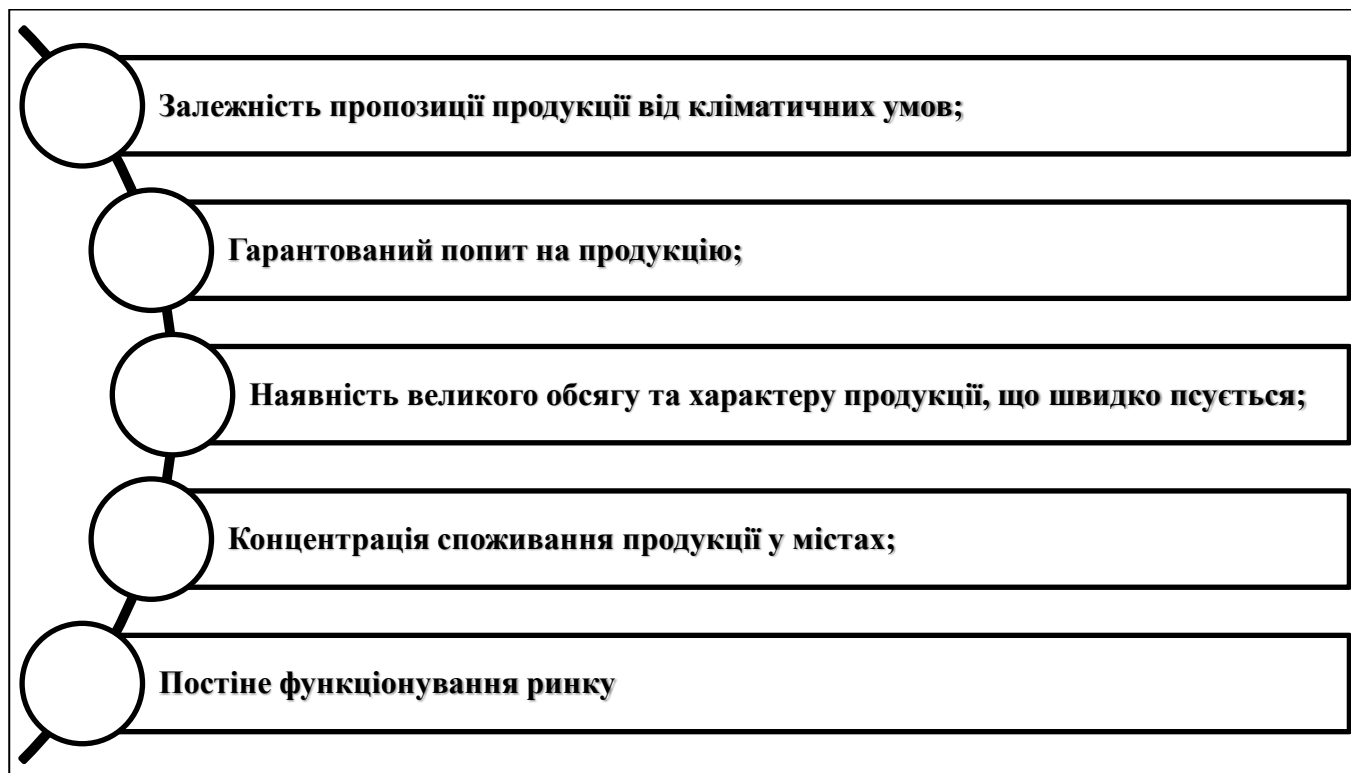 Залежність пропозиції продукції від кліматичних умов;
Гарантований попит на продукцію;
Наявність великого обсягу та характеру продукції, що швидко псується;
Концентрація споживання продукції у містах;
Постіне функціонування ринку